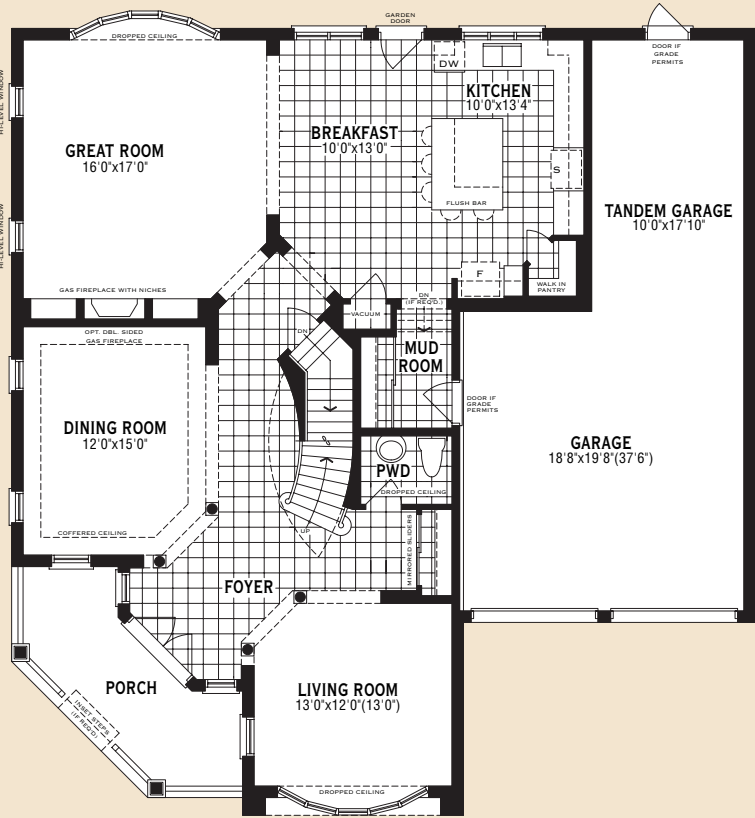 GARDEN
DOOR
DROPPED CEILING
DW
DOOR IF
GRADE
PERMITS
KITCHEN
10'0"x13'4"
HI-LEVEL WINDOW
BREAKFAST
10'0"x13'0"
GREAT ROOM
16'0"x17'0"
S
FLUSH BAR
TANDEM GARAGE
10'0"x17'10"
HI-LEVEL WINDOW
F
WALK IN
PANTRY
GAS FIREPLACE WITH NICHES
DN
(IF REQ'D.)
VACUUM
OPT. DBL. SIDED
GAS FIREPLACE
DN
MUD
ROOM
DOOR IF
GRADE
PERMITS
DINING ROOM
12'0"x15'0"
GARAGE
18'8"x19'8"(37'6")
PWD
DROPPED CEILING
COFFERED CEILING
UP
MIRRORED SLIDERS
FOYER
PORCH
LIVING ROOM
13'0"x12'0"(13'0")
INSET STEPS
(IF REQ'D)
DROPPED CEILING